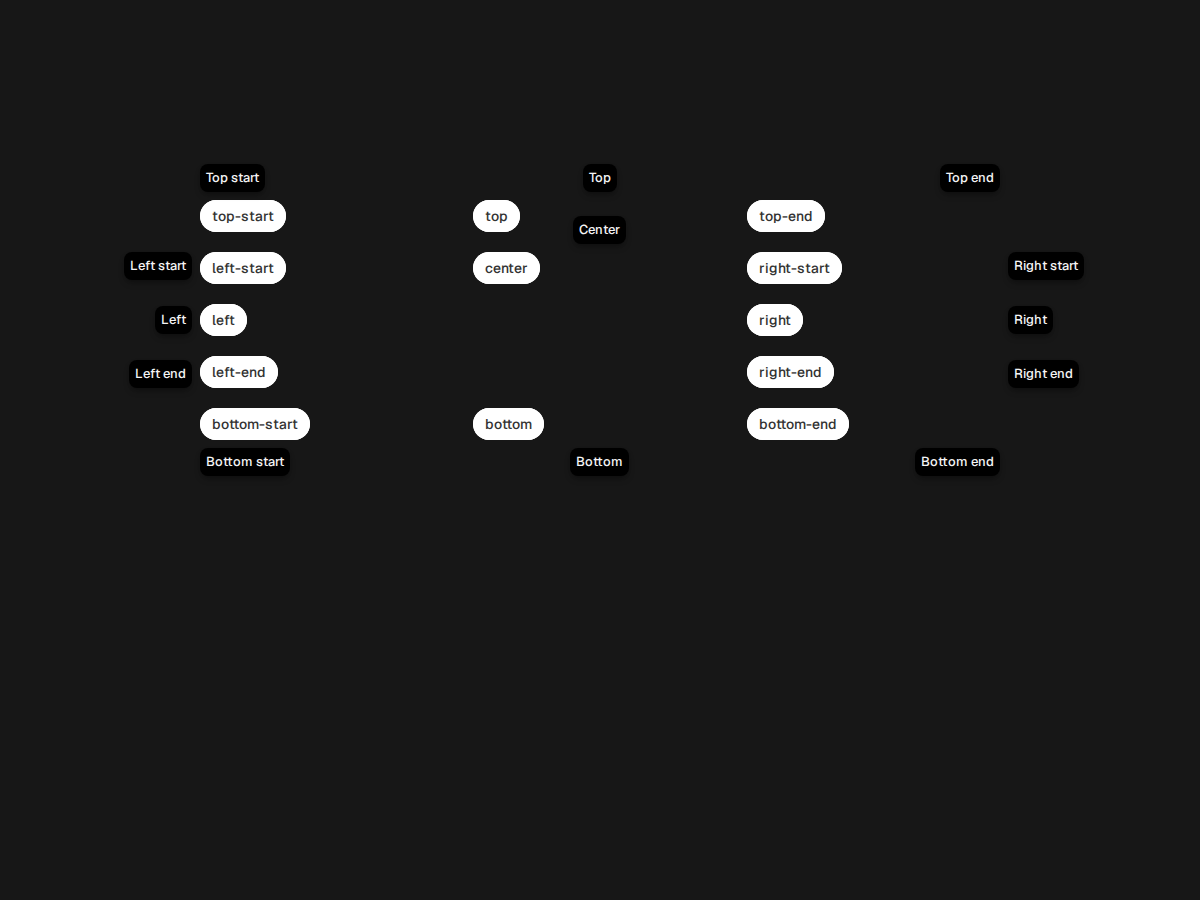 Top start
Top
Top end
top-start
top
top-end
Center
Left start
left-start
center
right-start
Right start
Left
left
right
Right
Left end
left-end
right-end
Right end
bottom-start
bottom
bottom-end
Bottom start
Bottom
Bottom end